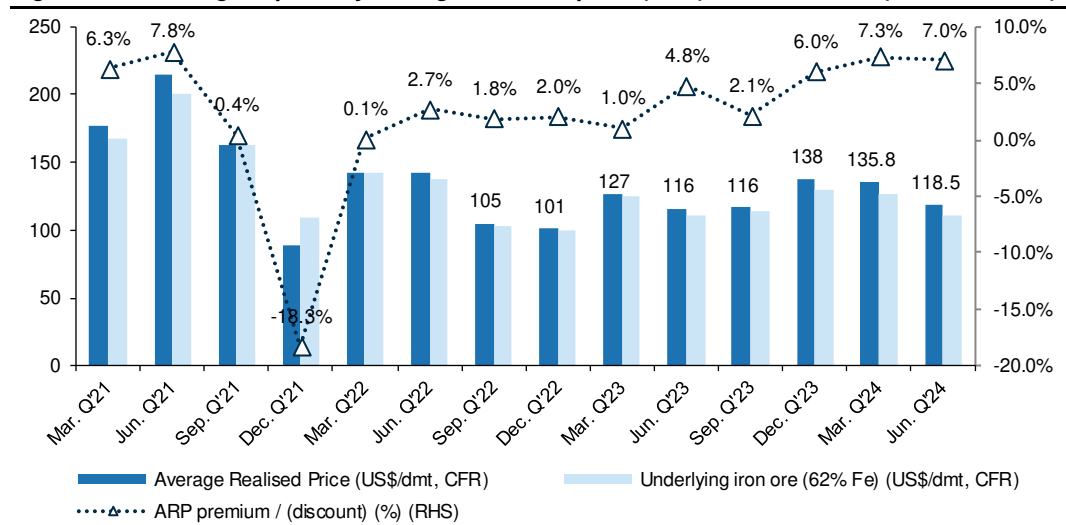 250 10.0%
6.3% 7.8% 0.4% -18.3% 0.1% 2.7% 1.8% 2.0% 1.0% 4.8% 2.1% 6.0% 7.3% 7.0%
200 5.0%
0.0%
150
105 101 127 116 116 138 135.8 118.5
-5.0%
100
-10.0%
50
-15.0%
0 -20.0%
Mar. Q'21 Jun. Q'21 Sep. Q'21 Dec. Q'21 Mar. Q'22 Jun. Q'22 Sep. Q'22 Dec. Q'22 Mar. Q'23 Jun. Q'23 Sep. Q'23 Dec. Q'23 Mar. Q'24 Jun. Q'24
Average Realised Price (US$/dmt, CFR) Underlying iron ore (62% Fe) (US$/dmt, CFR)
ARP premium / (discount) (%) (RHS)